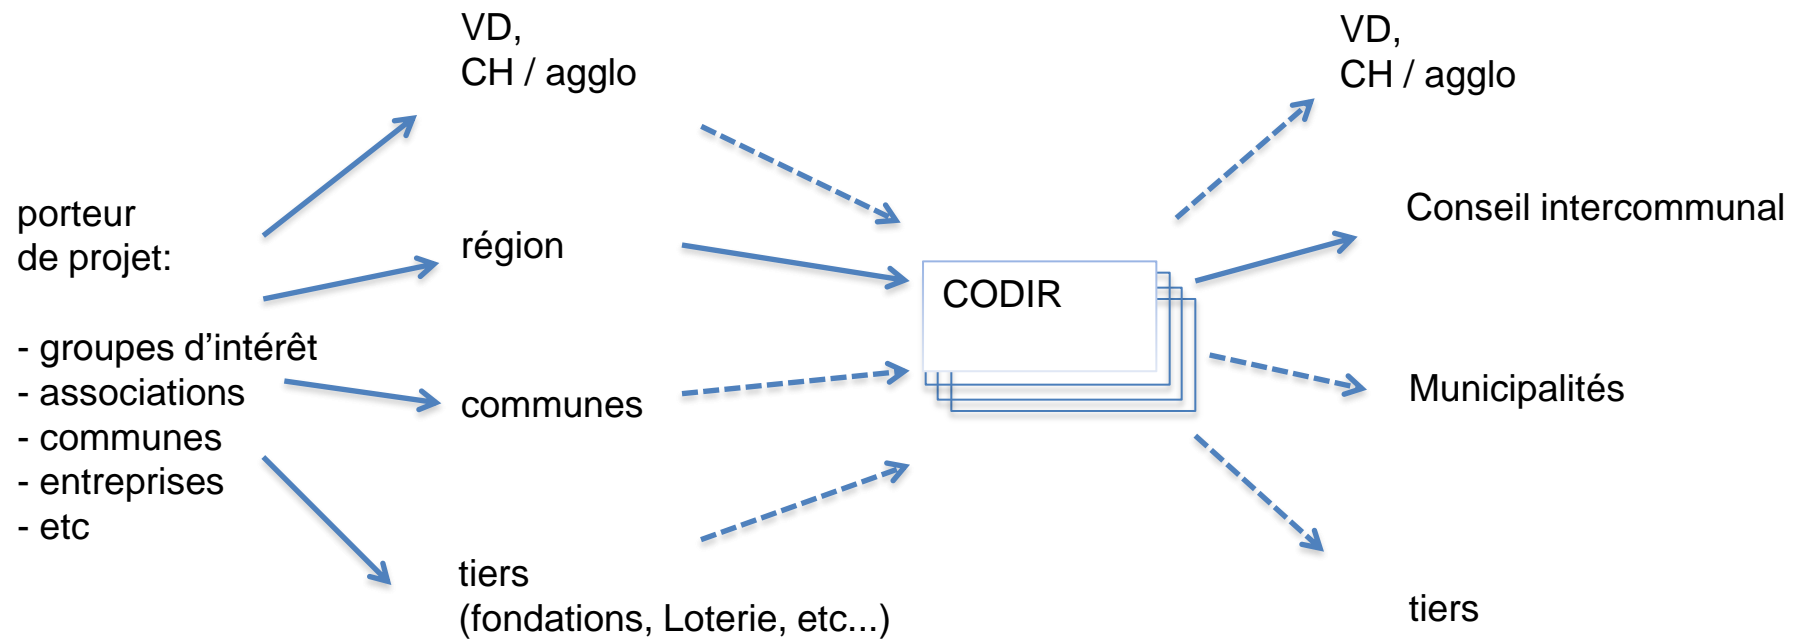 porteur
de projet:
- groupes d’intérêt
- associations
- communes
- entreprises
- etc
VD,
CH / agglo
région
communes
tiers
(fondations, Loterie, etc...)
CODIR
VD,
CH / agglo
Conseil intercommunal
Municipalités
tiers